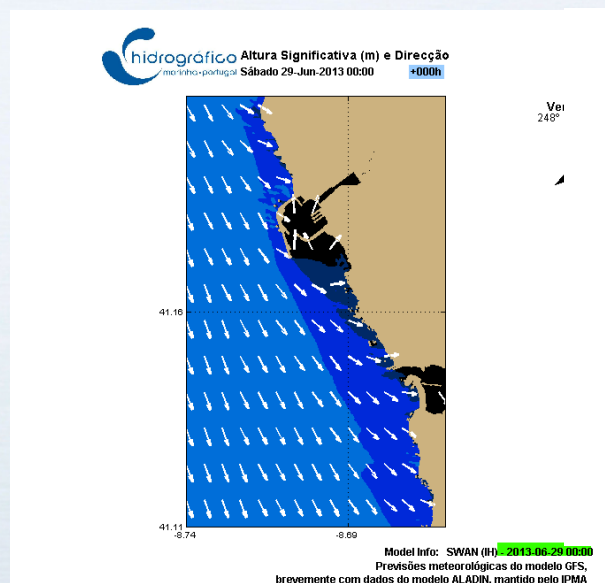 hidrográfico
marinha•portugal
Altura Significativa (m) e Direcção
Sábado 29-Jun-2013 00:00 +000h
248°
41.16
41.11
-8.74 -8.69
Model Info: SWAN (IH) - 2013-06-29 00:00
Previsões meteorológicas do modelo GFS,
brevemente com dados do modelo ALADIN, mantido pelo IPMA